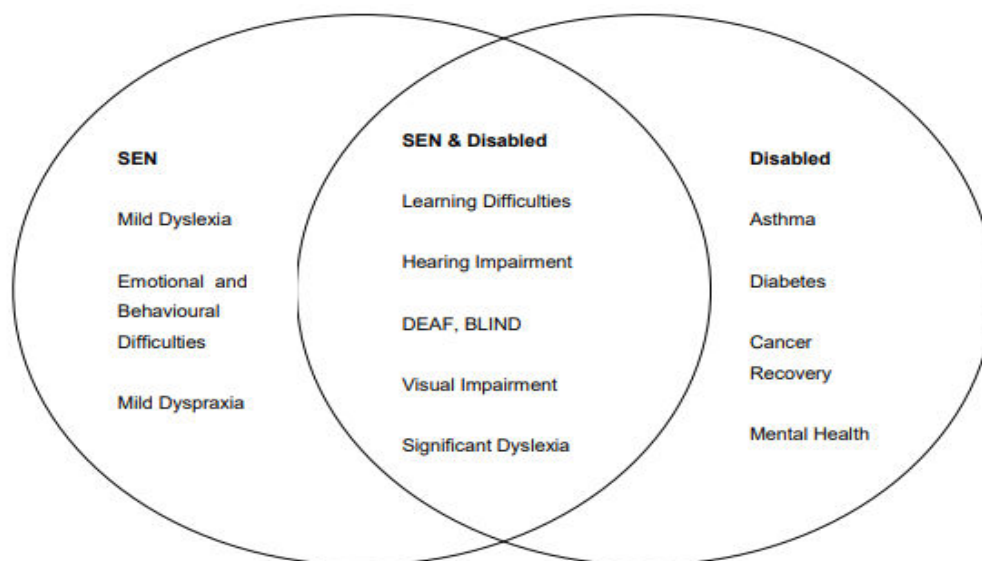 SEN
Mild Dyslexia
Emotional and
Behavioural
Difficulties
Mild Dyspraxia
SEN & Disabled
Learning Difficulties
Hearing Impairment
DEAF, BLIND
Visual Impairment
Significant Dyslexia
Disabled
Asthma
Diabetes
Cancer
Recovery
Mental Health